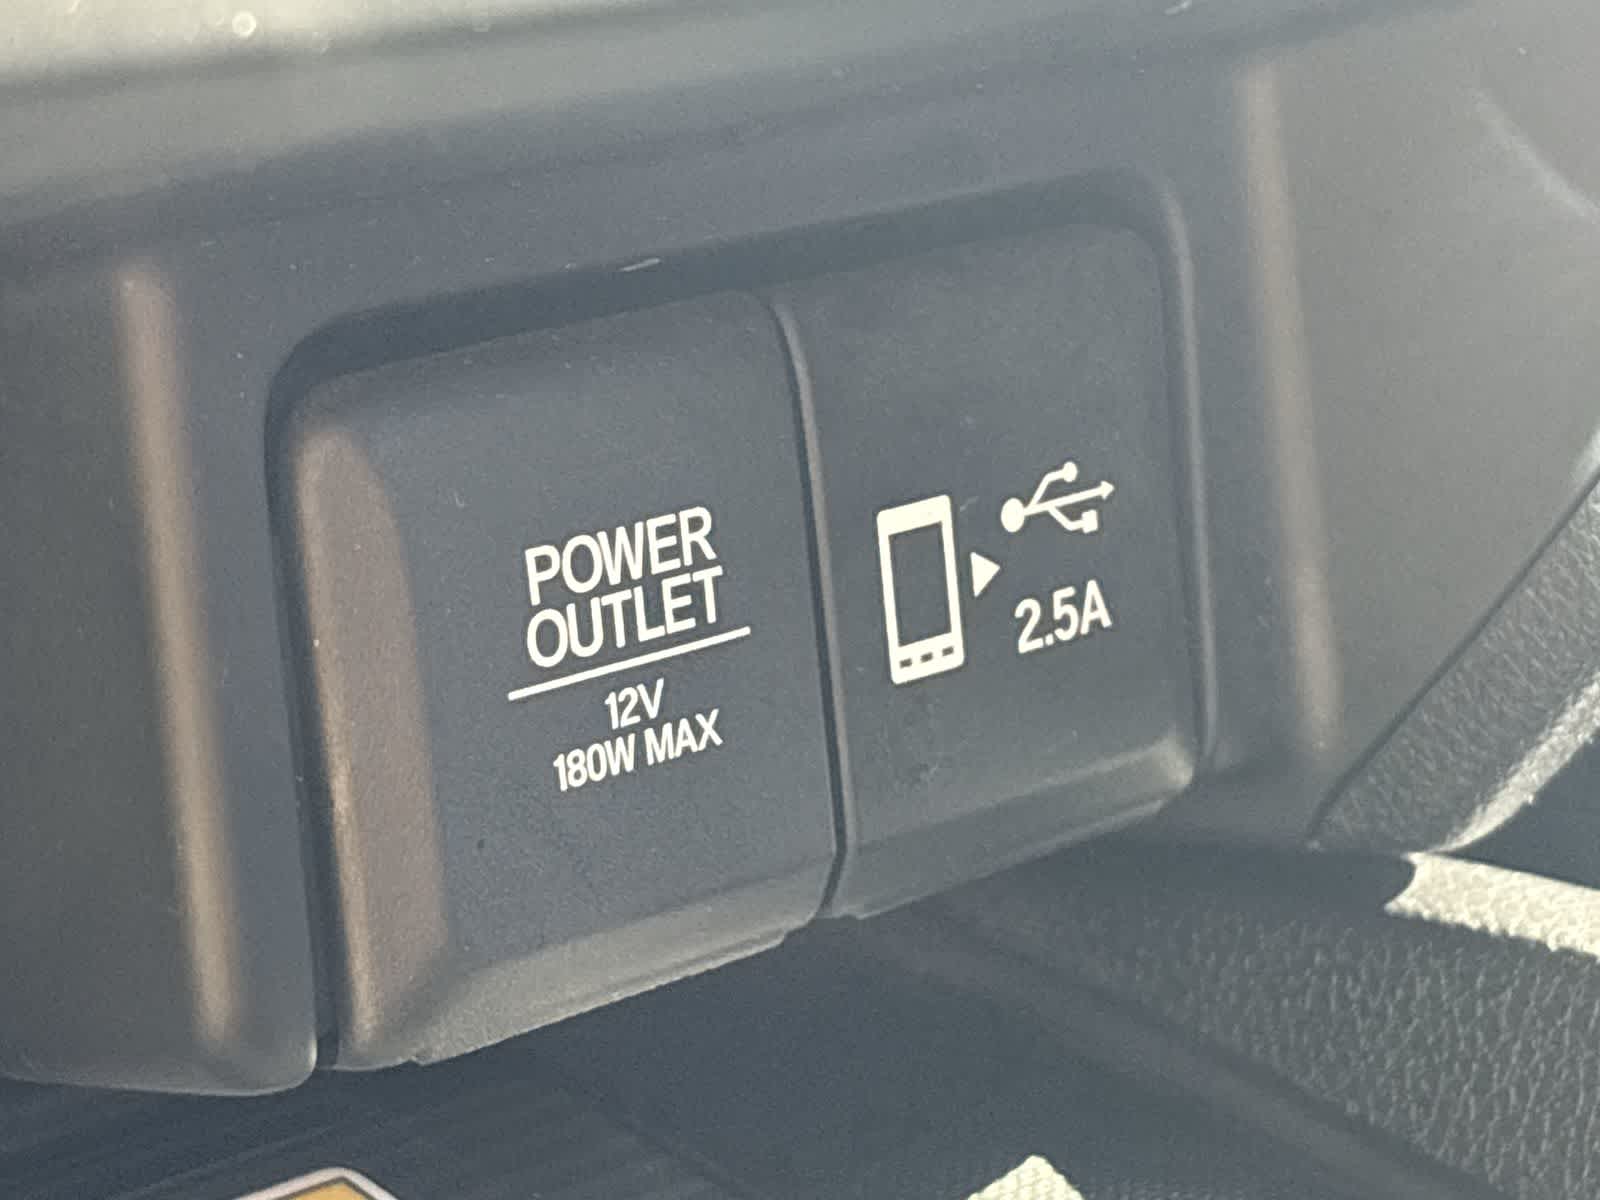 POWER
OUTLET
12V
180W MAX
2.5A